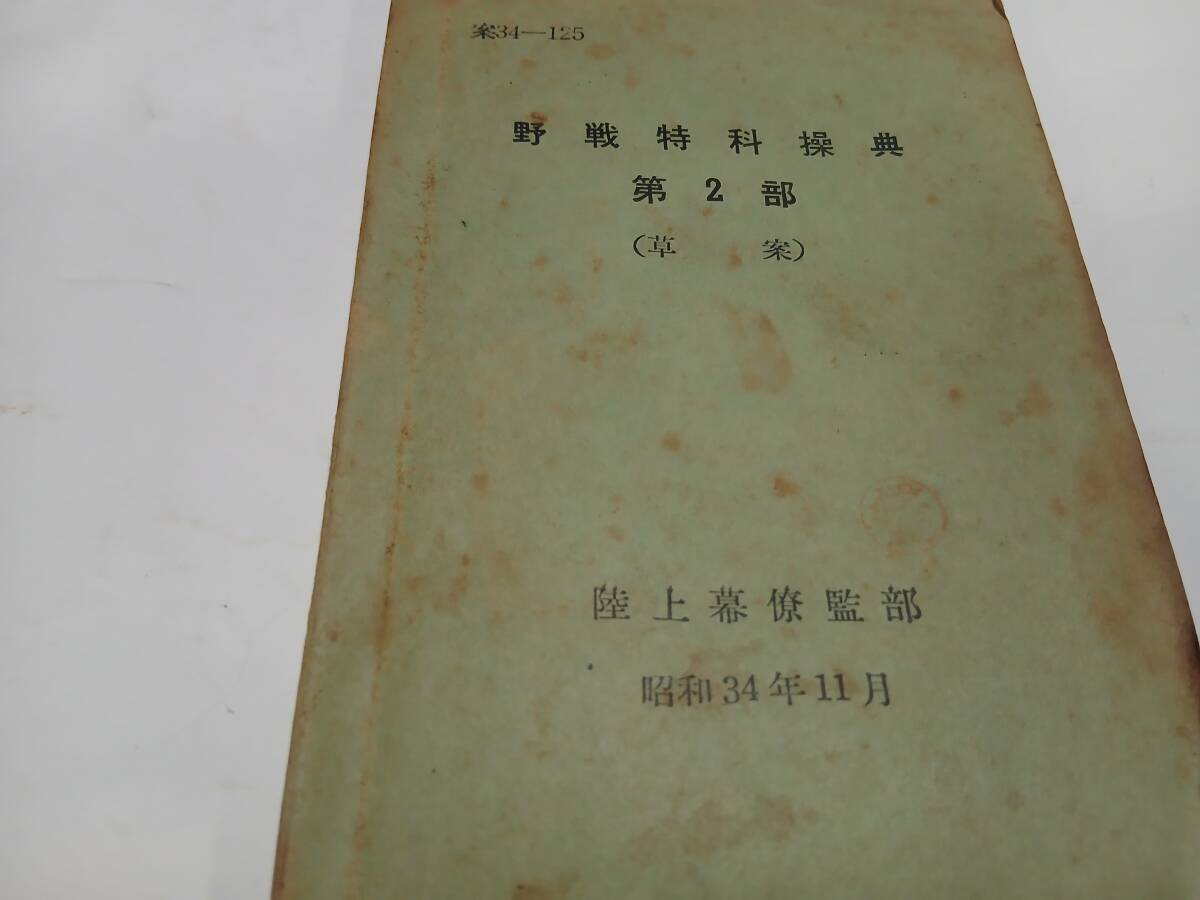 案34―125
野戦特科操典
第2部
(草案)
陸上幕僚監部
昭和34年11月